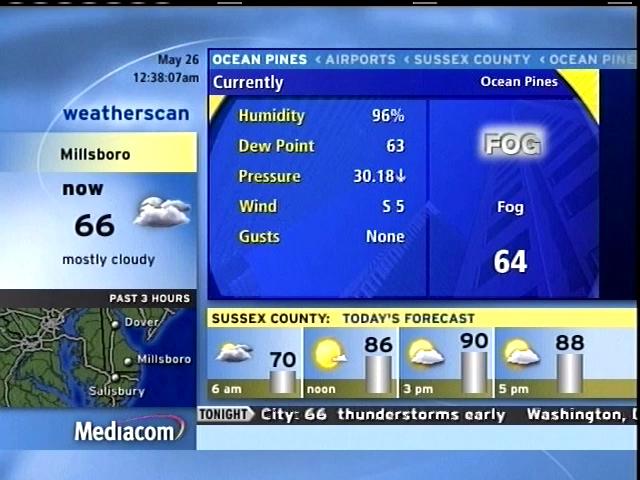 May 26
12:38:07am
OCEAN PINES < AIRPORTS < SUSSEX COUNTY < OCEAN PINE
Currently
Ocean Pines
weatherscan
Millsboro
now
66
mostly cloudy
Humidity 96%
Dew Point 63
Pressure 30.18↓
Wind S 5
Gusts None
FOG
Fog
64
PAST 3 HOURS
Dover
Millsboro
Salisbury
SUSSEX COUNTY: TODAY'S FORECAST
70 86 90 88
6 am noon 3 pm 5 pm
TONIGHT City: 66 thunderstorms early Washington,
Mediacom